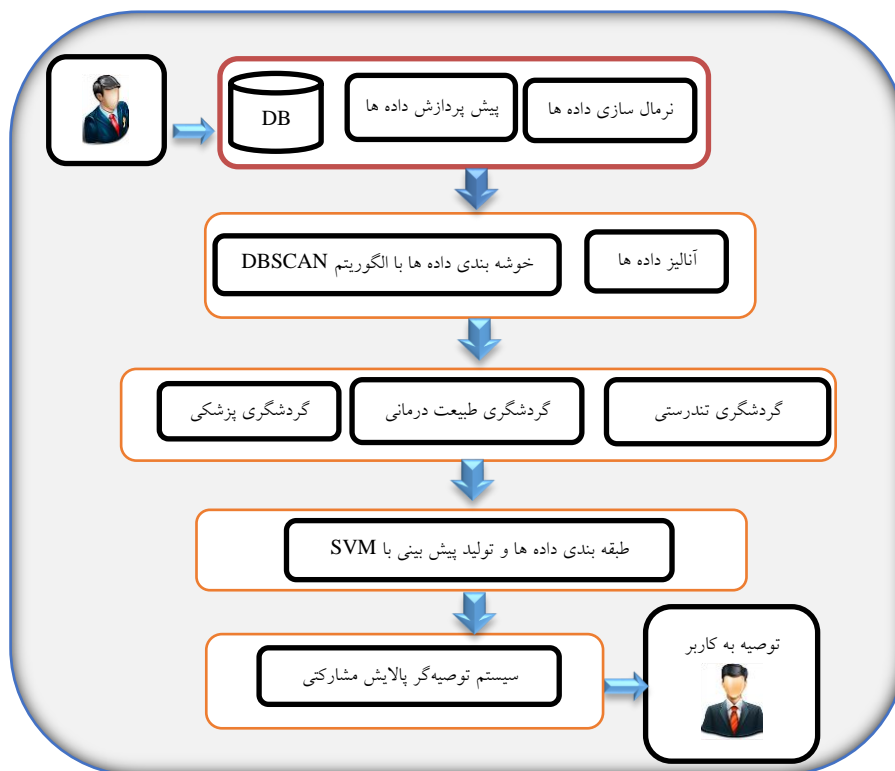 نرمال سازی داده ها
پیش پردازش داده ها
DB
آنالیز داده ها
خوشه بندی داده ها با الگوریتم DBSCAN
گردشگری تندرستی
گردشگری طبیعت درمانی
گردشگری پزشکی
طبقه بندی داده ها و تولید پیش بینی با SVM
سیستم توصیه‌گر پالایش مشارکتی
توصیه به کاربر